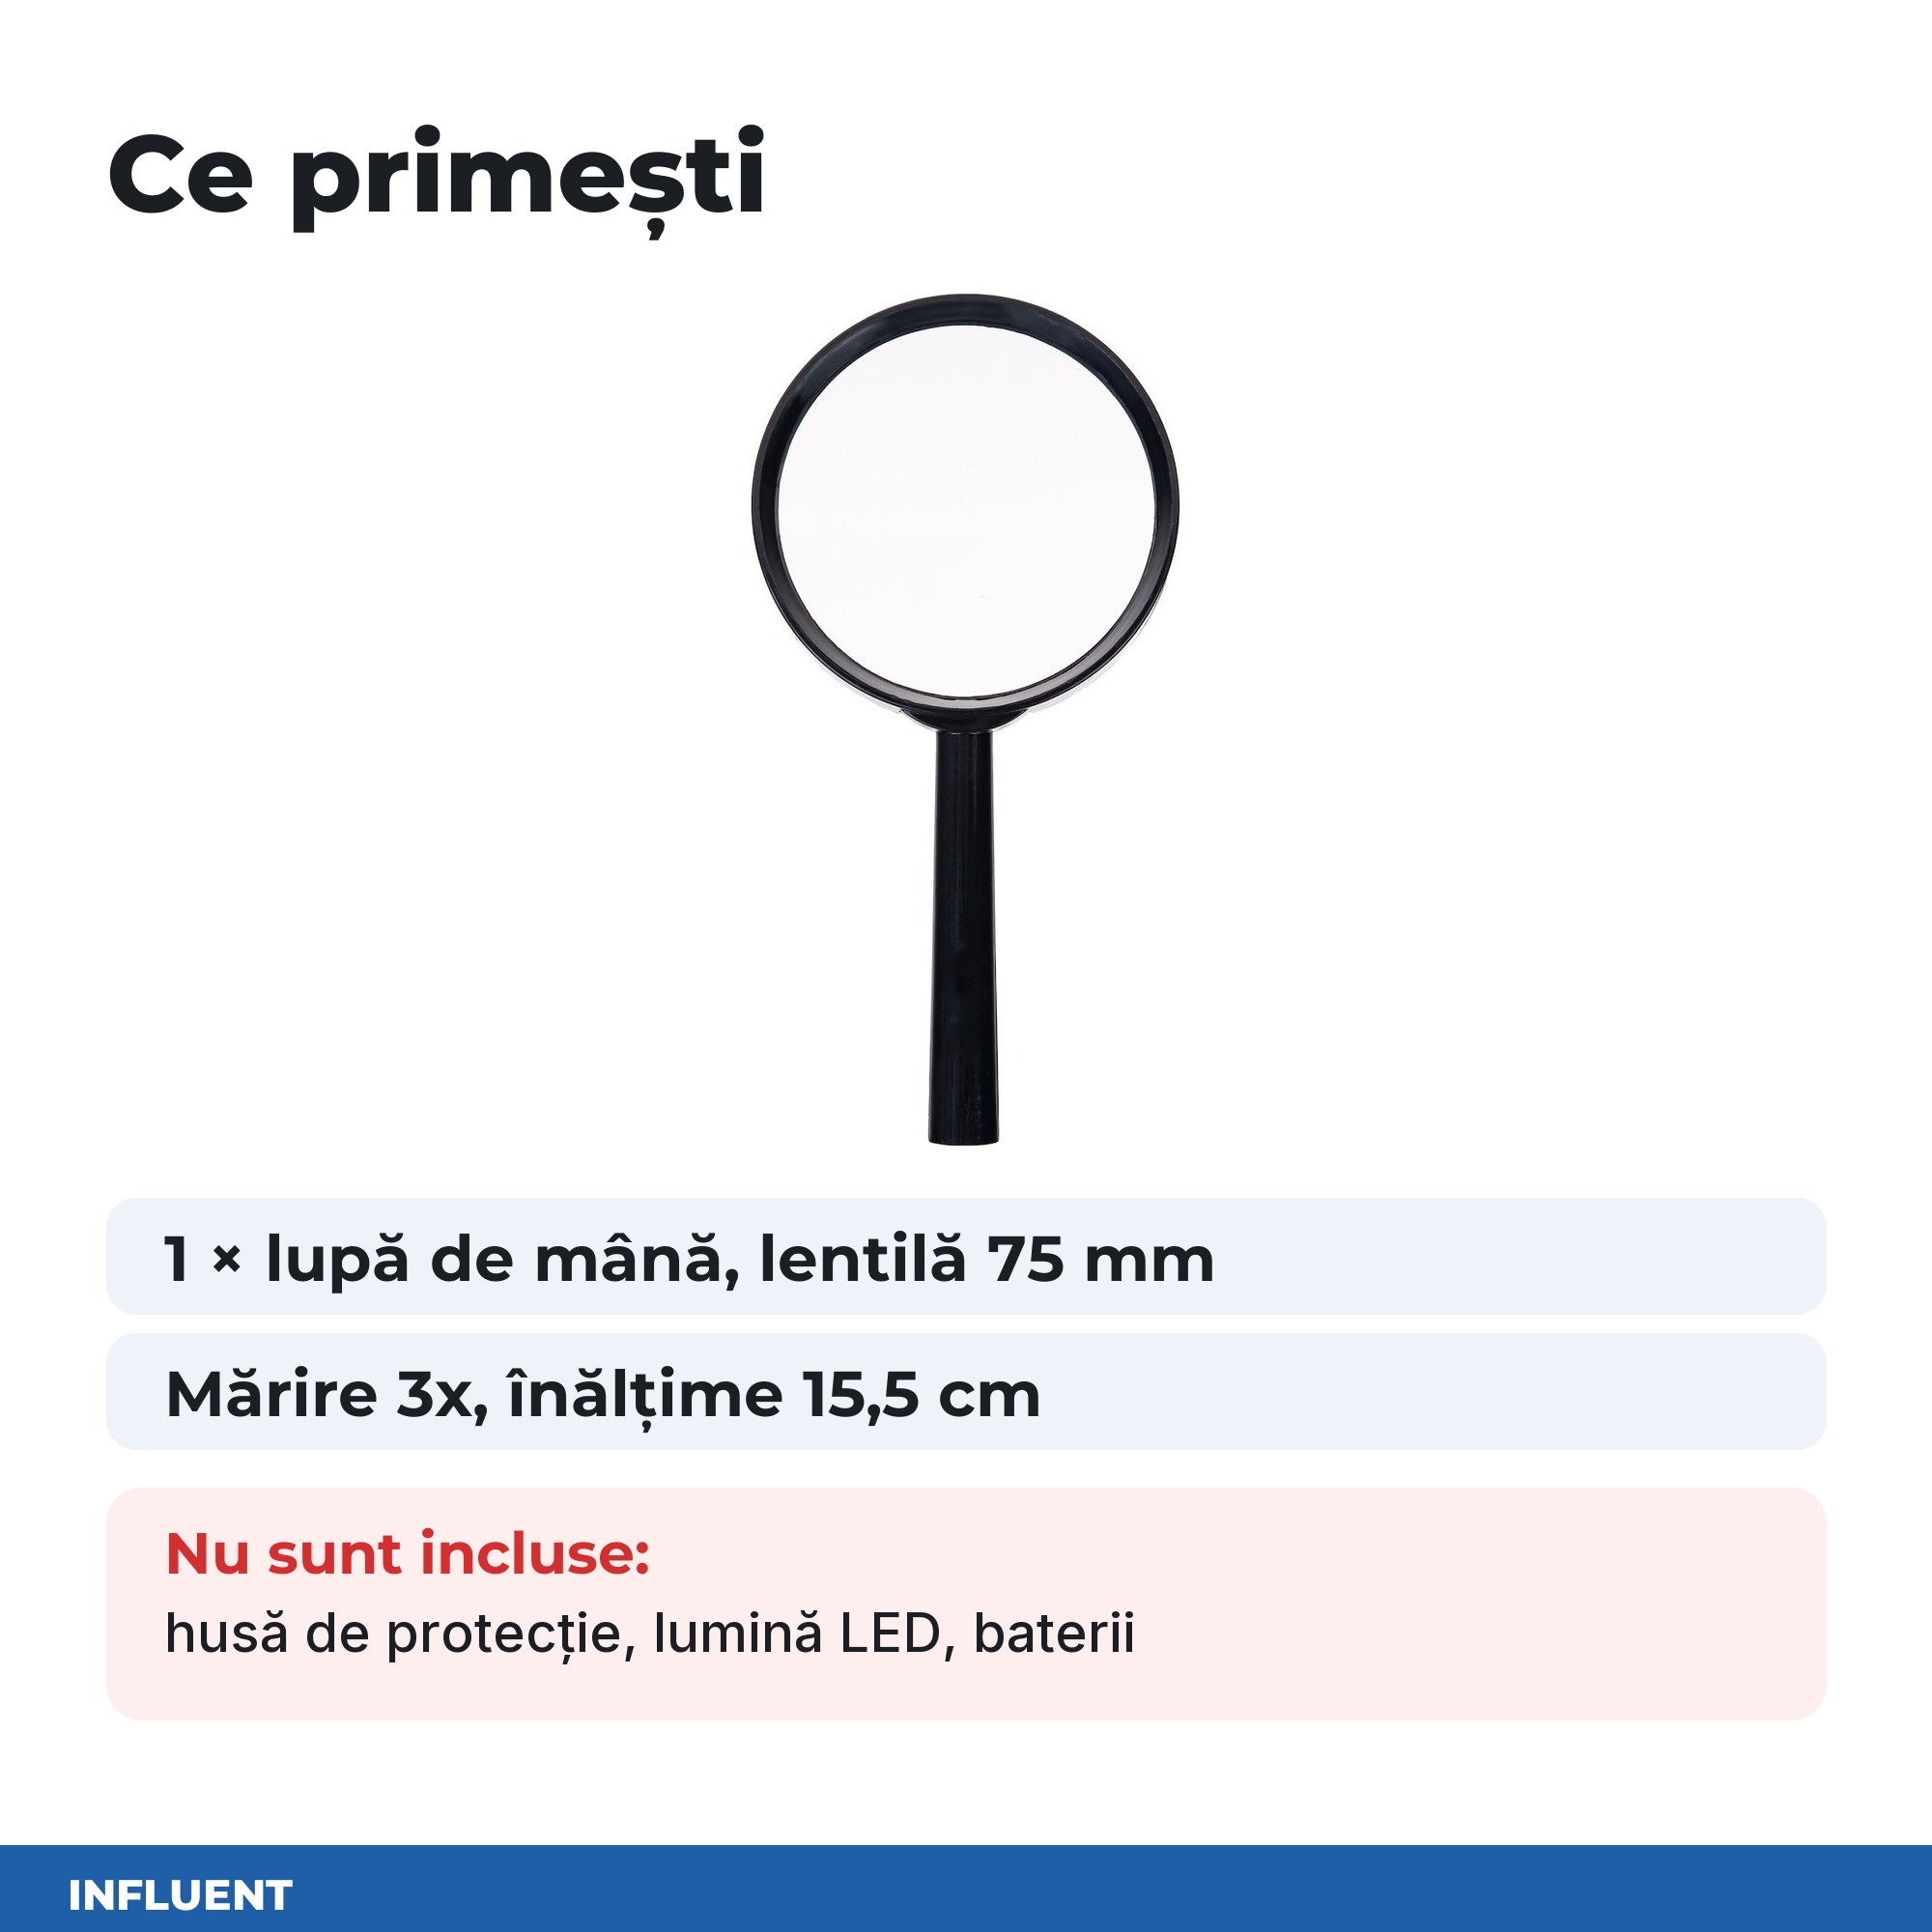 Ce primești
1 × lupă de mână, lentilă 75 mm
Mărire 3x, înălțime 15,5 cm
Nu sunt incluse:
husă de protecție, lumină LED, baterii
INFLUENT